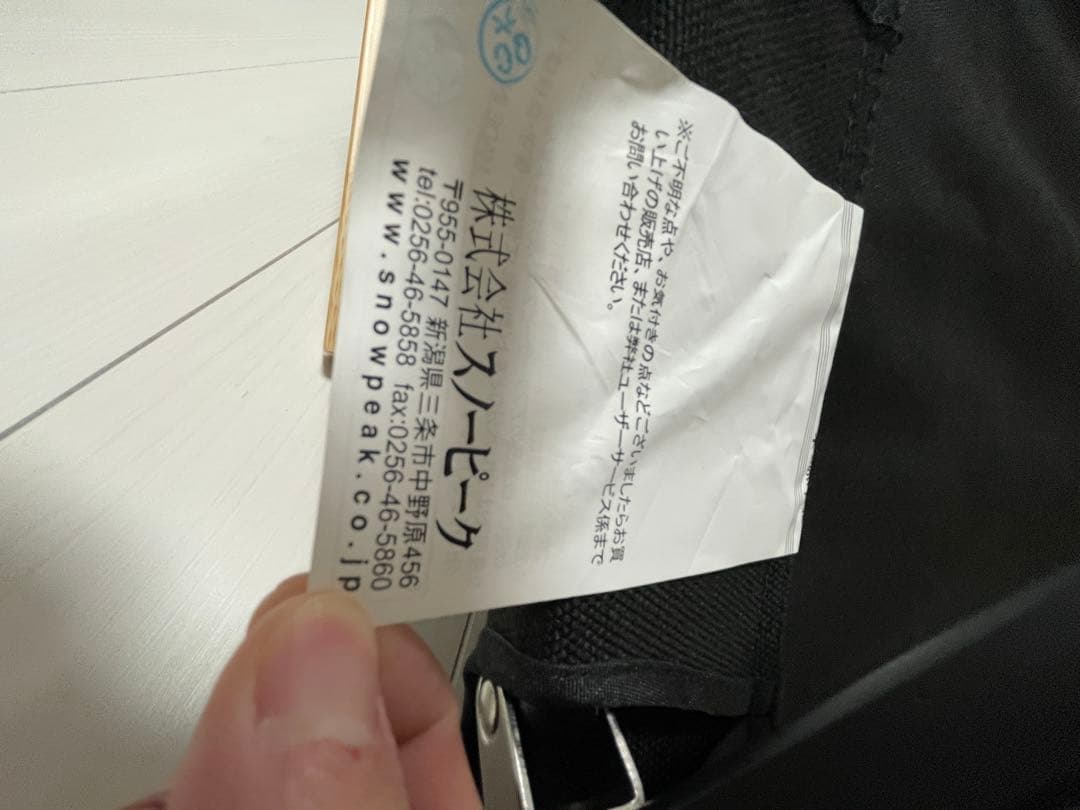 ※ご不明な点や、お気付きの点などございましたらお買
い上げの販売店、または弊社ユーザーサービス係まで
お問い合わせください。
株式会社スノーピーク
〒955-0147 新潟県三条市中野原456
tel:0256-46-5858 fax:0256-46-5860
www.snowpeak.co.jp